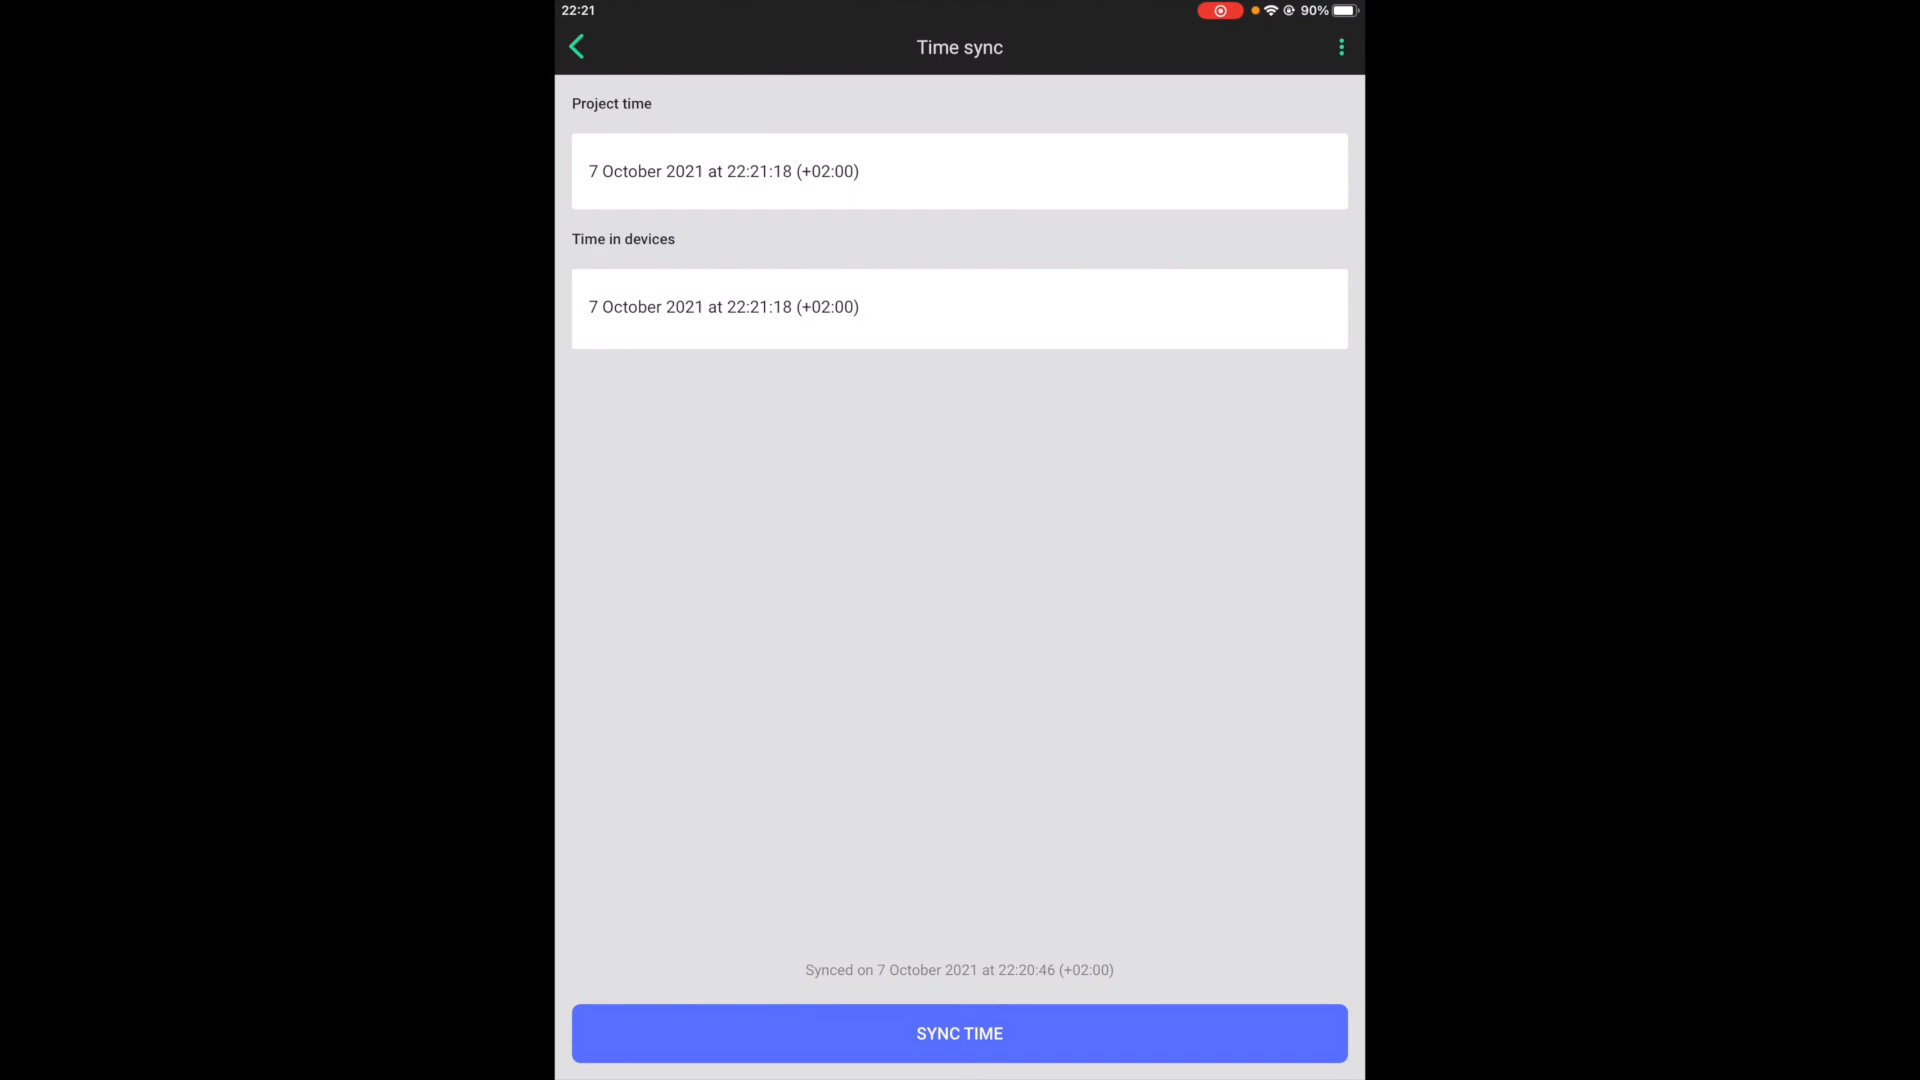 22:21
90%
Time sync
Project time
7 October 2021 at 22:21:18 (+02:00)
Time in devices
7 October 2021 at 22:21:18 (+02:00)
Synced on 7 October 2021 at 22:20:46 (+02:00)
SYNC TIME